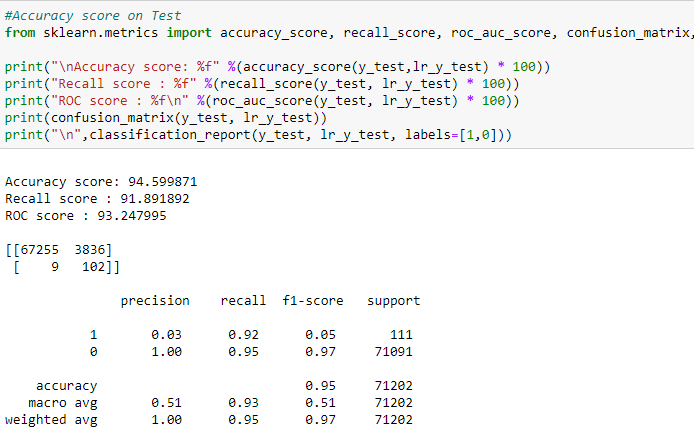 #Accuracy score on Test
from sklearn.metrics import accuracy_score, recall_score, roc_auc_score, confusion_matrix,
print("\nAccuracy score: %f" %(accuracy_score(y_test,lr_y_test) * 100))
print("Recall score : %f" %(recall_score(y_test, lr_y_test) * 100))
print("ROC score : %f\n" %(roc_auc_score(y_test, lr_y_test) * 100))
print(confusion_matrix(y_test, lr_y_test))
print("\n",classification_report(y_test, lr_y_test, labels=[1,0]))
Accuracy score: 94.599871
Recall score : 91.891892
ROC score : 93.247995
[[67255 3836]
[ 9 102]]
precision recall f1-score support
1 0.03 0.92 0.05 111
0 1.00 0.95 0.97 71091
accuracy 0.95 71202
macro avg 0.51 0.93 0.51 71202
weighted avg 1.00 0.95 0.97 71202